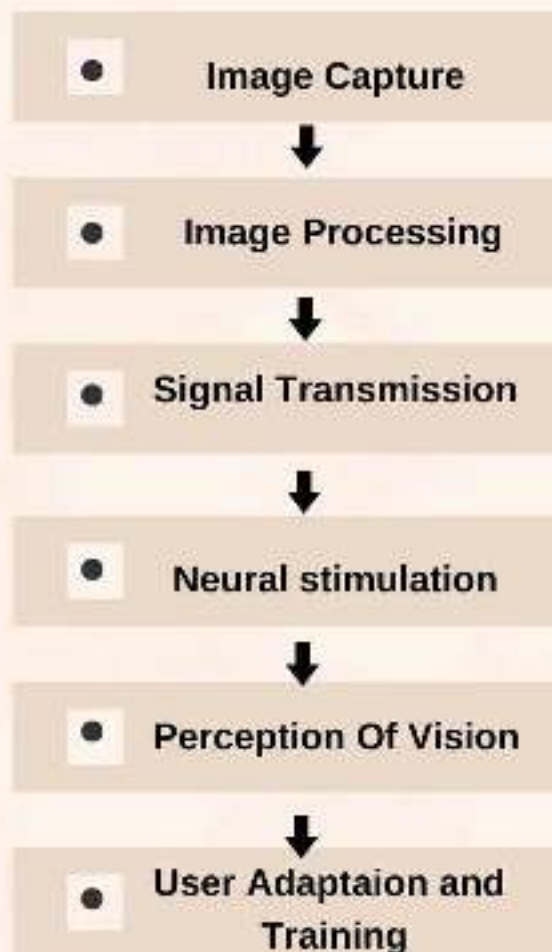 Image Capture
Image Processing
Signal Transmission
Neural stimulation
Perception Of Vision
User Adaptaion and
Training